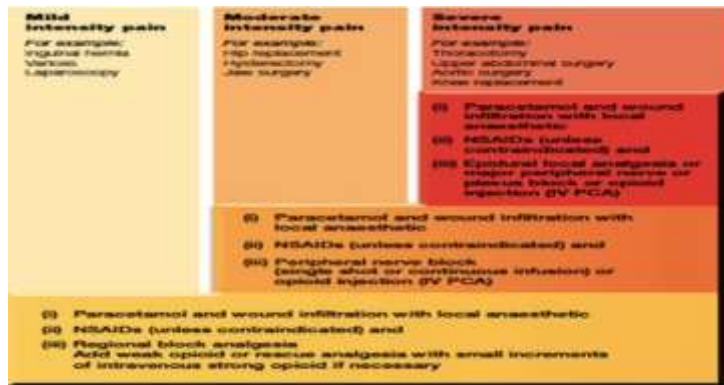 Mild
intensity pain
For example:
Inguinal hernia
Varices
Laparoscopy
Moderate
intensity pain
For example:
Hip replacement
Hysterectomy
Jaw surgery
Severe
intensity pain
For example:
Thoracotomy
Upper abdominal surgery
Aortic surgery
Knee replacement
(i) Paracetamol and wound
infiltration with local
anaesthetic
(ii) NSAIDs (unless
contraindicated) and
(iii) Epidural local analgesia or
major peripheral nerve or
plexus block or opioid
injection (IV PCA)
(i) Paracetamol and wound infiltration with
local anaesthetic
(ii) NSAIDs (unless contraindicated) and
(iii) Peripheral nerve block
(single shot or continuous infusion) or
opioid injection (IV PCA)
(i) Paracetamol and wound infiltration with local anaesthetic
(ii) NSAIDs (unless contraindicated) and
(iii) Regional block analgesia
Add weak opioid or rescue analgesia with small increments
of intravenous strong opioid if necessary